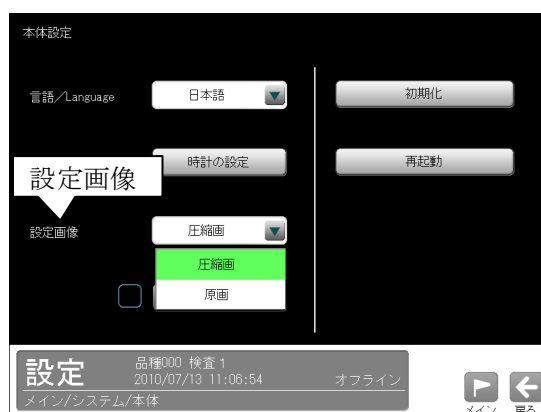 本体設定
言語/Language
日本語
初期化
時計の設定
再起動
設定画像
設定画像
圧縮画
圧縮画
原画
設定
品種000 検査1
2010/07/13 11:06:54
オフライン
メイン/システム/本体
メイン
戻る